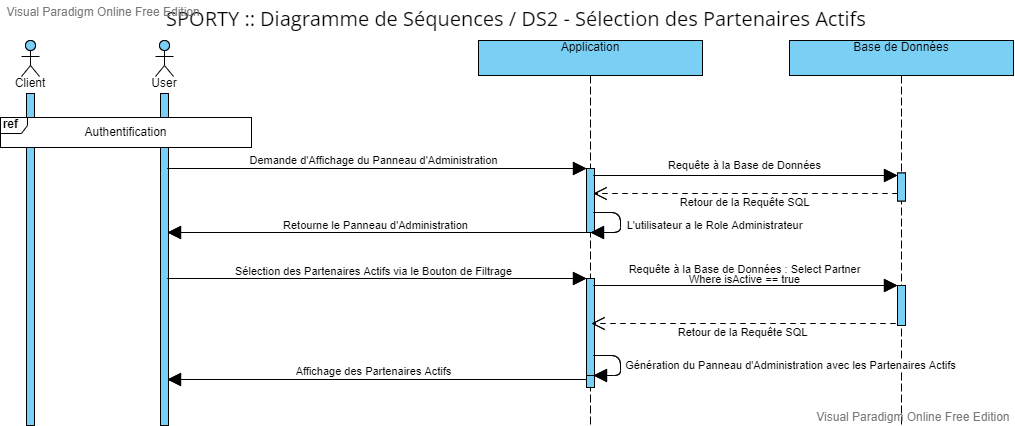 Visual Paradigm Online Free Edition
SPORTY :: Diagramme de Séquences / DS2 - Sélection des Partenaires Actifs
Client
User
Application
Base de Données
ref
Authentification
Demande d'Affichage du Panneau d'Administration
Requête à la Base de Données
Retour de la Requête SQL
Retourne le Panneau d'Administration
L'utilisateur a le Role Administrateur
Sélection des Partenaires Actifs via le Bouton de Filtrage
Requête à la Base de Données : Select Partner
Where isActive == true
Retour de la Requête SQL
Génération du Panneau d'Administration avec les Partenaires Actifs
Affichage des Partenaires Actifs
Visual Paradigm Online Free Edition